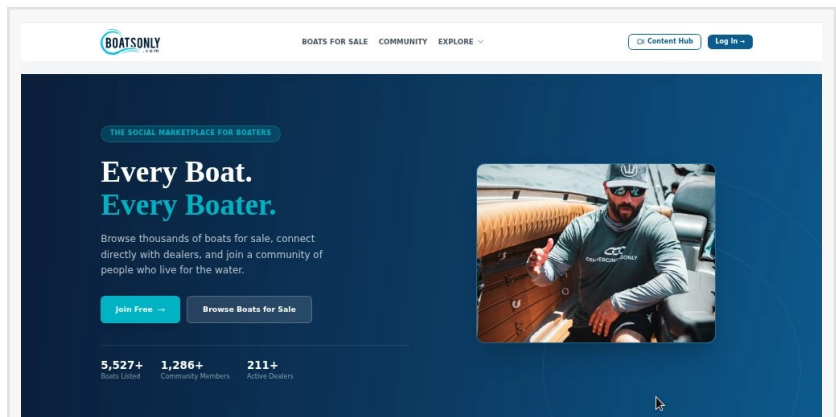 BOATSONLY
.com
BOATS FOR SALE COMMUNITY EXPLORE
Content Hub
Log In →
THE SOCIAL MARKETPLACE FOR BOATERS
Every Boat.
Every Boater.
Browse thousands of boats for sale, connect
directly with dealers, and join a community of
people who live for the water.
Join Free →
Browse Boats for Sale
5,527+ 1,286+ 211+
Boats Listed Community Members Active Dealers